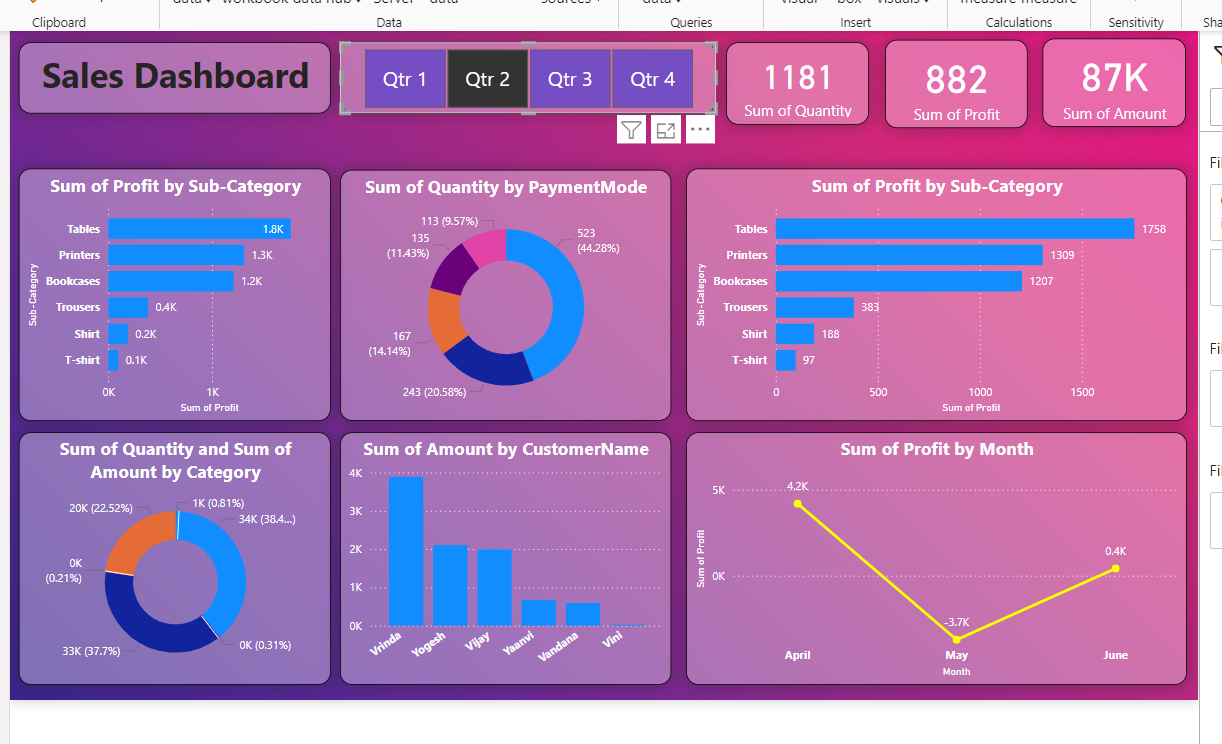 Clipboard
Data
Queries
Insert
Calculations
Sensitivity
Sales Dashboard
Qtr 1
Qtr 2
Qtr 3
Qtr 4
1181
Sum of Quantity
882
Sum of Profit
87K
Sum of Amount
Sum of Profit by Sub-Category
Sub-Category
Tables
1.8K
Printers
1.3K
Bookcases
1.2K
Trousers
0.4K
Shirt
0.2K
T-shirt
0.1K
0K
1K
Sum of Profit
Sum of Quantity by PaymentMode
113 (9.57%)
135
(11.43%)
523
(44.28%)
167
(14.14%)
243 (20.58%)
Sum of Profit by Sub-Category
Sub-Category
Tables
1758
Printers
1309
Bookcases
1207
Trousers
383
Shirt
188
T-shirt
97
0
500
1000
1500
Sum of Profit
Sum of Quantity and Sum of
Amount by Category
1K (0.81%)
20K (22.52%)
34K (38.4...)
0K
(0.21%)
0K (0.31%)
33K (37.7%)
Sum of Amount by CustomerName
4K
3K
2K
1K
0K
Vrinda
Yogesh
Vijay
Yaanvi
Vandana
Vini
Sum of Profit by Month
Sum of Profit
5K
0K
4.2K
-3.7K
0.4K
April
May
June
Month